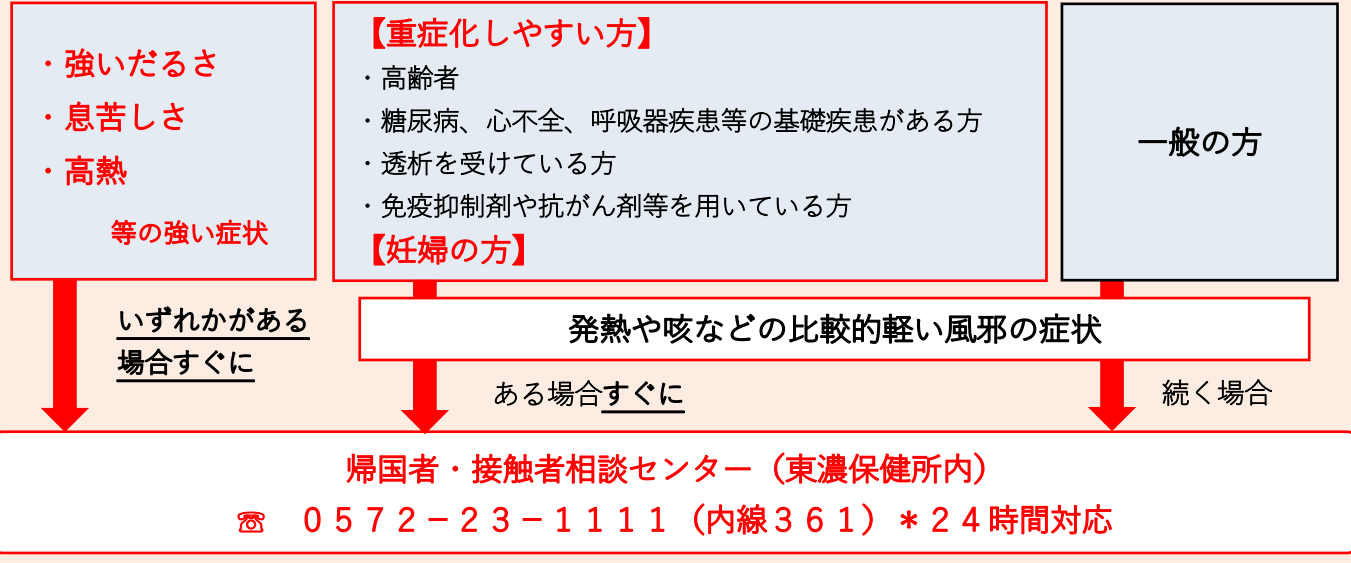 ・強いだるさ
・息苦しさ
・高熱
等の強い症状
【重症化しやすい方】
・高齢者
・糖尿病、心不全、呼吸器疾患等の基礎疾患がある方
・透析を受けている方
・免疫抑制剤や抗がん剤等を用いている方
【妊婦の方】
一般の方
いずれかがある
場合すぐに
発熱や咳などの比較的軽い風邪の症状
ある場合すぐに
続く場合
帰国者・接触者相談センター（東濃保健所内）
☎ ０５７２－２３－１１１１（内線３６１）＊２４時間対応